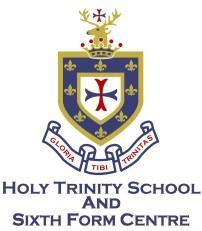 GLORIA TIBI TRINITAS
HOLY TRINITY SCHOOL
AND
SIXTH FORM CENTRE